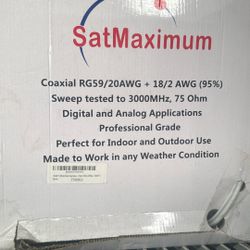 SatMaximum
Coaxial RG59/20AWG + 18/2 AWG (95%)
Sweep tested to 3000MHZ, 75 Ohm
Digital and Analog Applications
Professional Grade
Perfect for Indoor and Outdoor Use
Made to Work in any Weather Condition